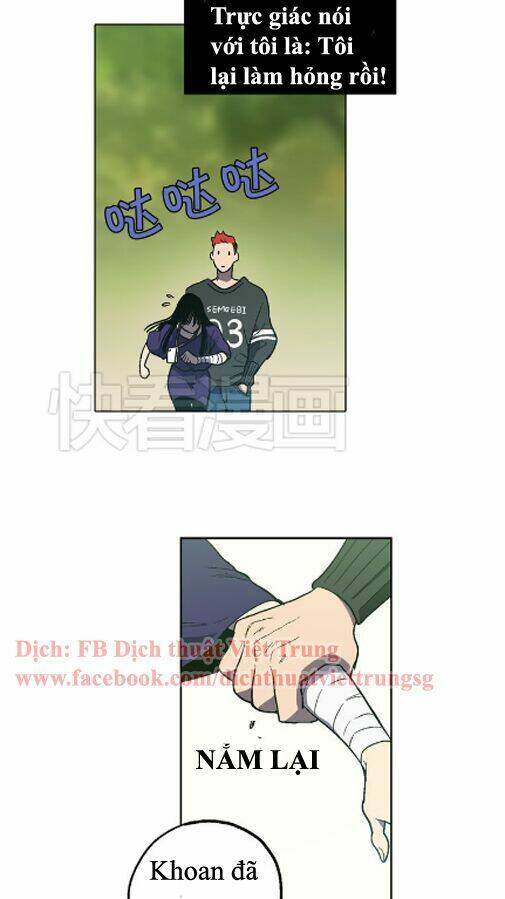 Trực giác nói
với tôi là: Tôi
lại làm hỏng rồi!
哒哒哒
SEMGEBI
03
快看漫画
Dịch: FB Dịch thuật Việt Trung
www.facebook.com/dichthuatviettrungsg
NẮM LẠI
Khoan đã